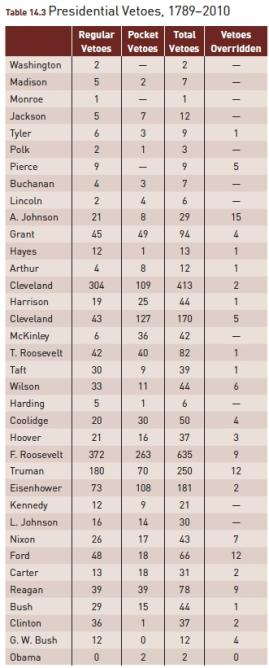 Table 14.3 Presidential Vetoes, 1789–2010
Regular Vetoes Pocket Vetoes Total Vetoes Vetoes Overridden
Washington 2 — 2 —
Madison 5 2 7 —
Monroe 1 — 1 —
Jackson 5 7 12 —
Tyler 6 3 9 1
Polk 2 1 3 —
Pierce 9 — 9 5
Buchanan 4 3 7 —
Lincoln 2 4 6 —
A. Johnson 21 8 29 15
Grant 45 49 94 4
Hayes 12 1 13 1
Arthur 4 8 12 1
Cleveland 304 109 413 2
Harrison 19 25 44 1
Cleveland 43 127 170 5
McKinley 6 36 42 —
T. Roosevelt 42 40 82 1
Taft 30 9 39 1
Wilson 33 11 44 6
Harding 5 1 6 —
Coolidge 20 30 50 4
Hoover 21 16 37 3
F. Roosevelt 372 263 635 9
Truman 180 70 250 12
Eisenhower 73 108 181 2
Kennedy 12 9 21 —
L. Johnson 16 14 30 —
Nixon 26 17 43 7
Ford 48 18 66 12
Carter 13 18 31 2
Reagan 39 39 78 9
Bush 29 15 44 1
Clinton 36 1 37 2
G. W. Bush 12 0 12 4
Obama 0 2 2 0